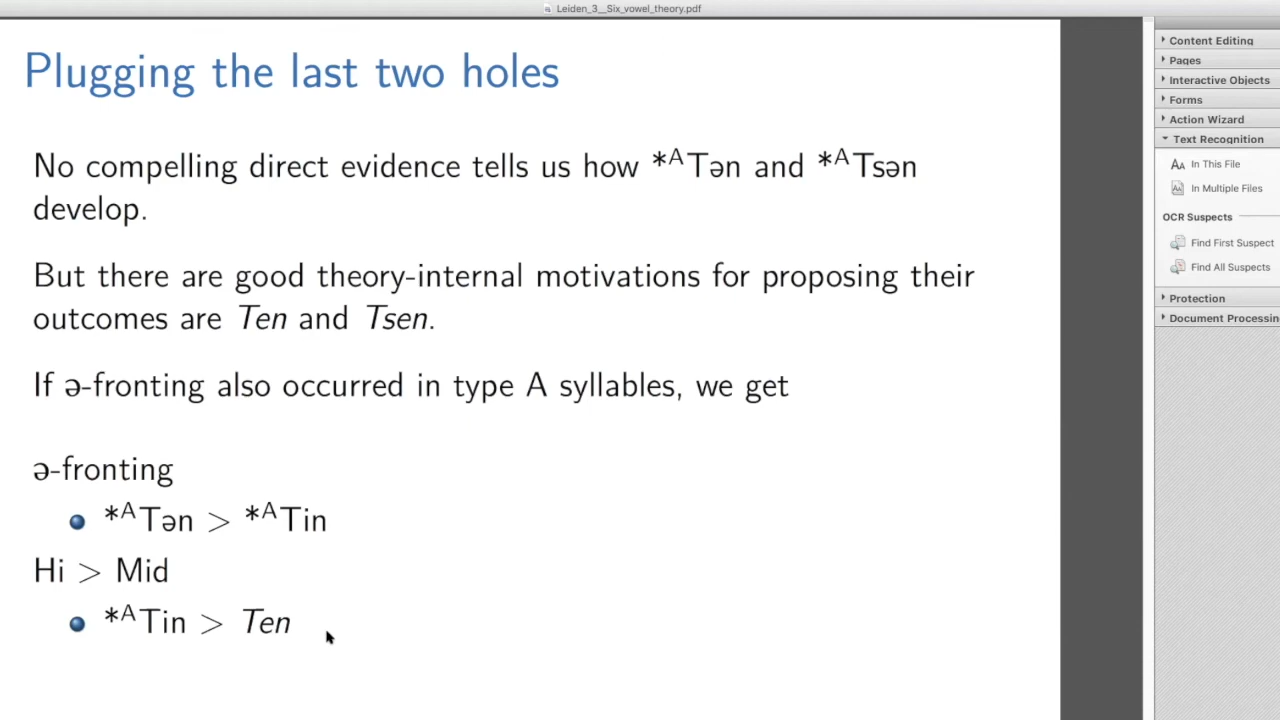 Leiden_3__Six_vowel_theory.pdf
Plugging the last two holes
No compelling direct evidence tells us how *ᴬTən and *ᴬTsən
develop.
But there are good theory-internal motivations for proposing their
outcomes are Ten and Tsen.
If ə-fronting also occurred in type A syllables, we get
ə-fronting
*ᴬTən > *ᴬTin
Hi > Mid
*ᴬTin > Ten
Content Editing
Pages
Interactive Objects
Forms
Action Wizard
Text Recognition
In This File
In Multiple Files
OCR Suspects
Find First Suspect
Find All Suspects
Protection
Document Processin